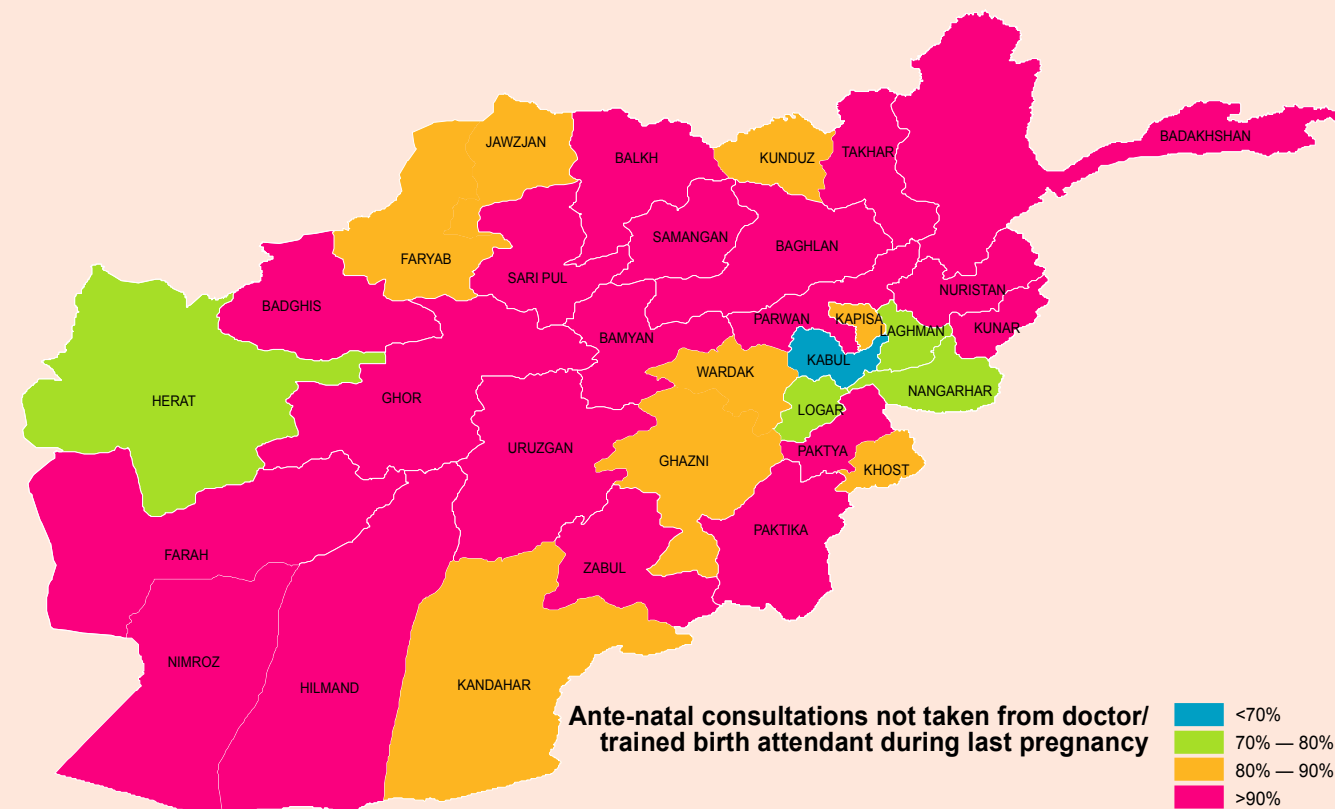 BADAKHSHAN
JAWZJAN
BALKH
KUNDUZ
TAKHAR
SAMANGAN
BAGHLAN
FARYAB
SARI PUL
NURISTAN
BADGHIS
PARWAN
KAPISA
LAGHMAN
KUNAR
BAMYAN
KABUL
WARDAK
NANGARHAR
HERAT
GHOR
LOGAR
URUZGAN
PAKTYA
GHAZNI
KHOST
PAKTIKA
FARAH
ZABUL
NIMROZ
HILMAND
KANDAHAR
Ante-natal consultations not taken from doctor/
trained birth attendant during last pregnancy
<70%
70% — 80%
80% — 90%
>90%